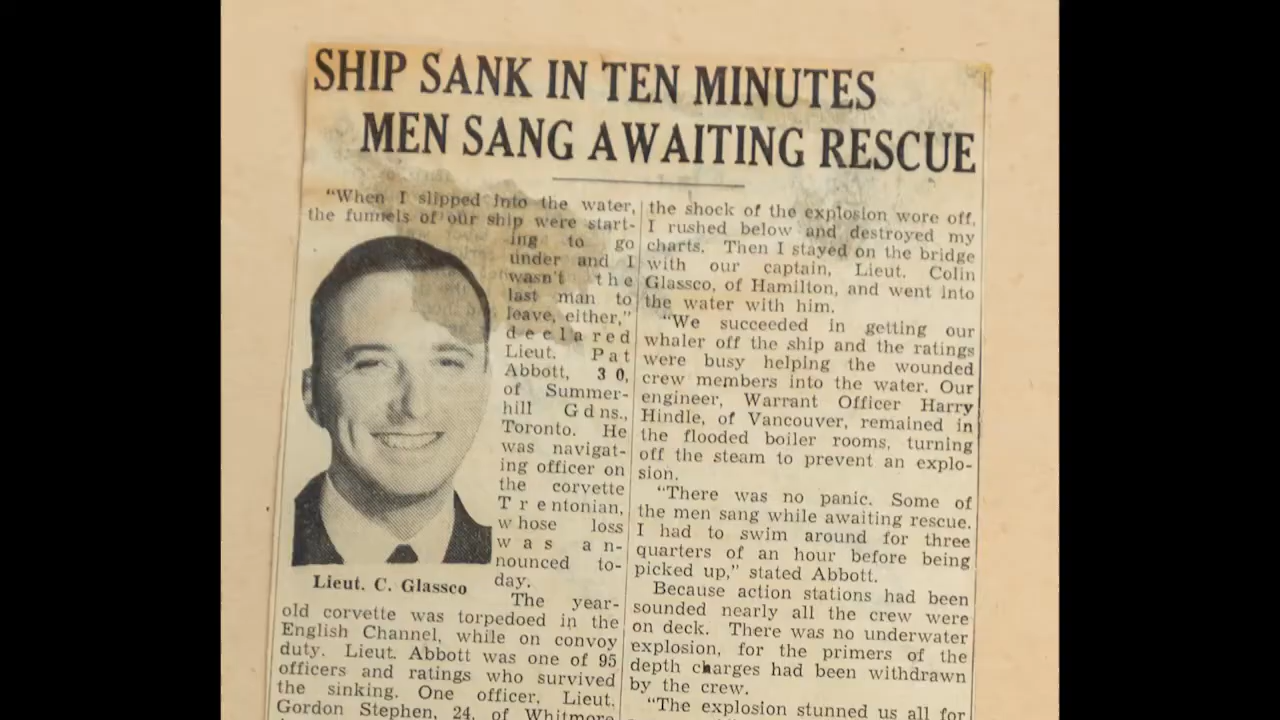 SHIP SANK IN TEN MINUTES
MEN SANG AWAITING RESCUE
"When I slipped into the water,
the funnels of our ship were start-
ing to go
under and I
wasn't the
last man to
leave, either,"
declared
Lieut. Pat
Abbott, 30,
of Summer-
hill Gdns.,
Toronto. He
was navigat-
ing officer on
the corvette
Trentonian,
whose loss
was an-
nounced to-
day.
Lieut. C. Glassco
The year-
old corvette was torpedoed in the
English Channel, while on convoy
duty. Lieut. Abbott was one of 95
officers and ratings who survived
the sinking. One officer, Lieut.
Gordon Stephen, 24, of Whitmore
the shock of the explosion wore off,
I rushed below and destroyed my
charts. Then I stayed on the bridge
with our captain, Lieut. Colin
Glassco, of Hamilton, and went into
the water with him.
"We succeeded in getting our
whaler off the ship and the ratings
were busy helping the wounded
crew members into the water. Our
engineer, Warrant Officer Harry
Hindle, of Vancouver, remained in
the flooded boiler rooms, turning
off the steam to prevent an explo-
sion.
"There was no panic. Some of
the men sang while awaiting rescue.
I had to swim around for three
quarters of an hour before being
picked up," stated Abbott.
Because action stations had been
sounded nearly all the crew were
on deck. There was no underwater
explosion, for the primers of the
depth charges had been withdrawn
by the crew.
"The explosion stunned us all for